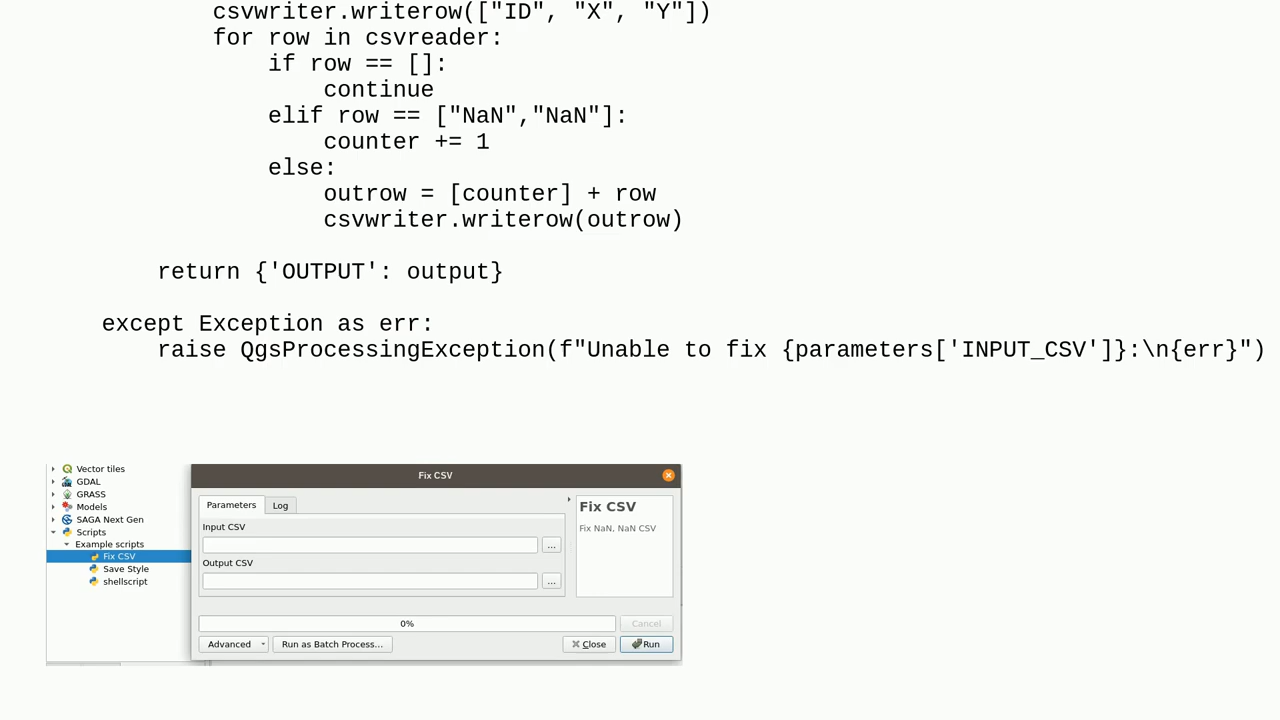 csvwriter.writerow(["ID", "X", "Y"])
for row in csvreader:
if row == []:
continue
elif row == ["NaN","NaN"]:
counter += 1
else:
outrow = [counter] + row
csvwriter.writerow(outrow)
return {'OUTPUT': output}
except Exception as err:
raise QgsProcessingException(f"Unable to fix {parameters['INPUT_CSV']}:\n{err}")
Vector tiles
GDAL
GRASS
Models
SAGA Next Gen
Scripts
Example scripts
Fix CSV
Save Style
shellscript
Fix CSV
Parameters
Log
Input CSV
...
Output CSV
...
Fix CSV
Fix NaN, NaN CSV
0%
Cancel
Advanced
Run as Batch Process...
Close
Run